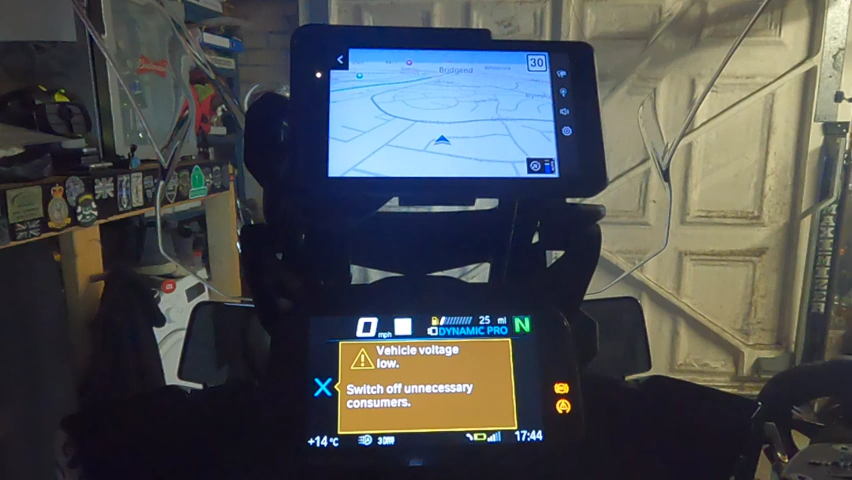 30
Bridgend
0 mph
25 mi
DYNAMIC PRO
N
Vehicle voltage
low.
Switch off unnecessary
consumers.
+14°C
17:44